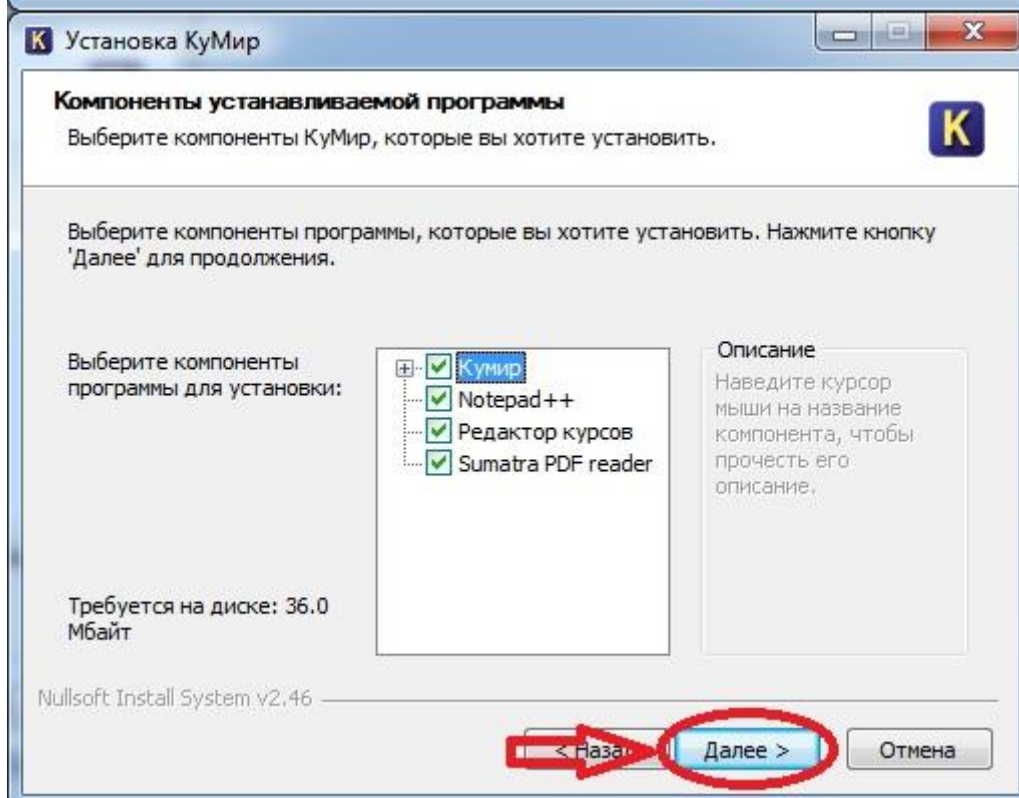 K Установка КуМир
Компоненты устанавливаемой программы
Выберите компоненты КуМир, которые вы хотите установить.
K
Выберите компоненты программы, которые вы хотите установить. Нажмите кнопку
'Далее' для продолжения.
Выберите компоненты
программы для установки:
Кумир
Notepad++
Редактор курсов
Sumatra PDF reader
Описание
Наведите курсор
мыши на название
компонента, чтобы
прочесть его
описание.
Требуется на диске: 36.0
Мбайт
Nullsoft Install System v2.46
Далее >
Отмена